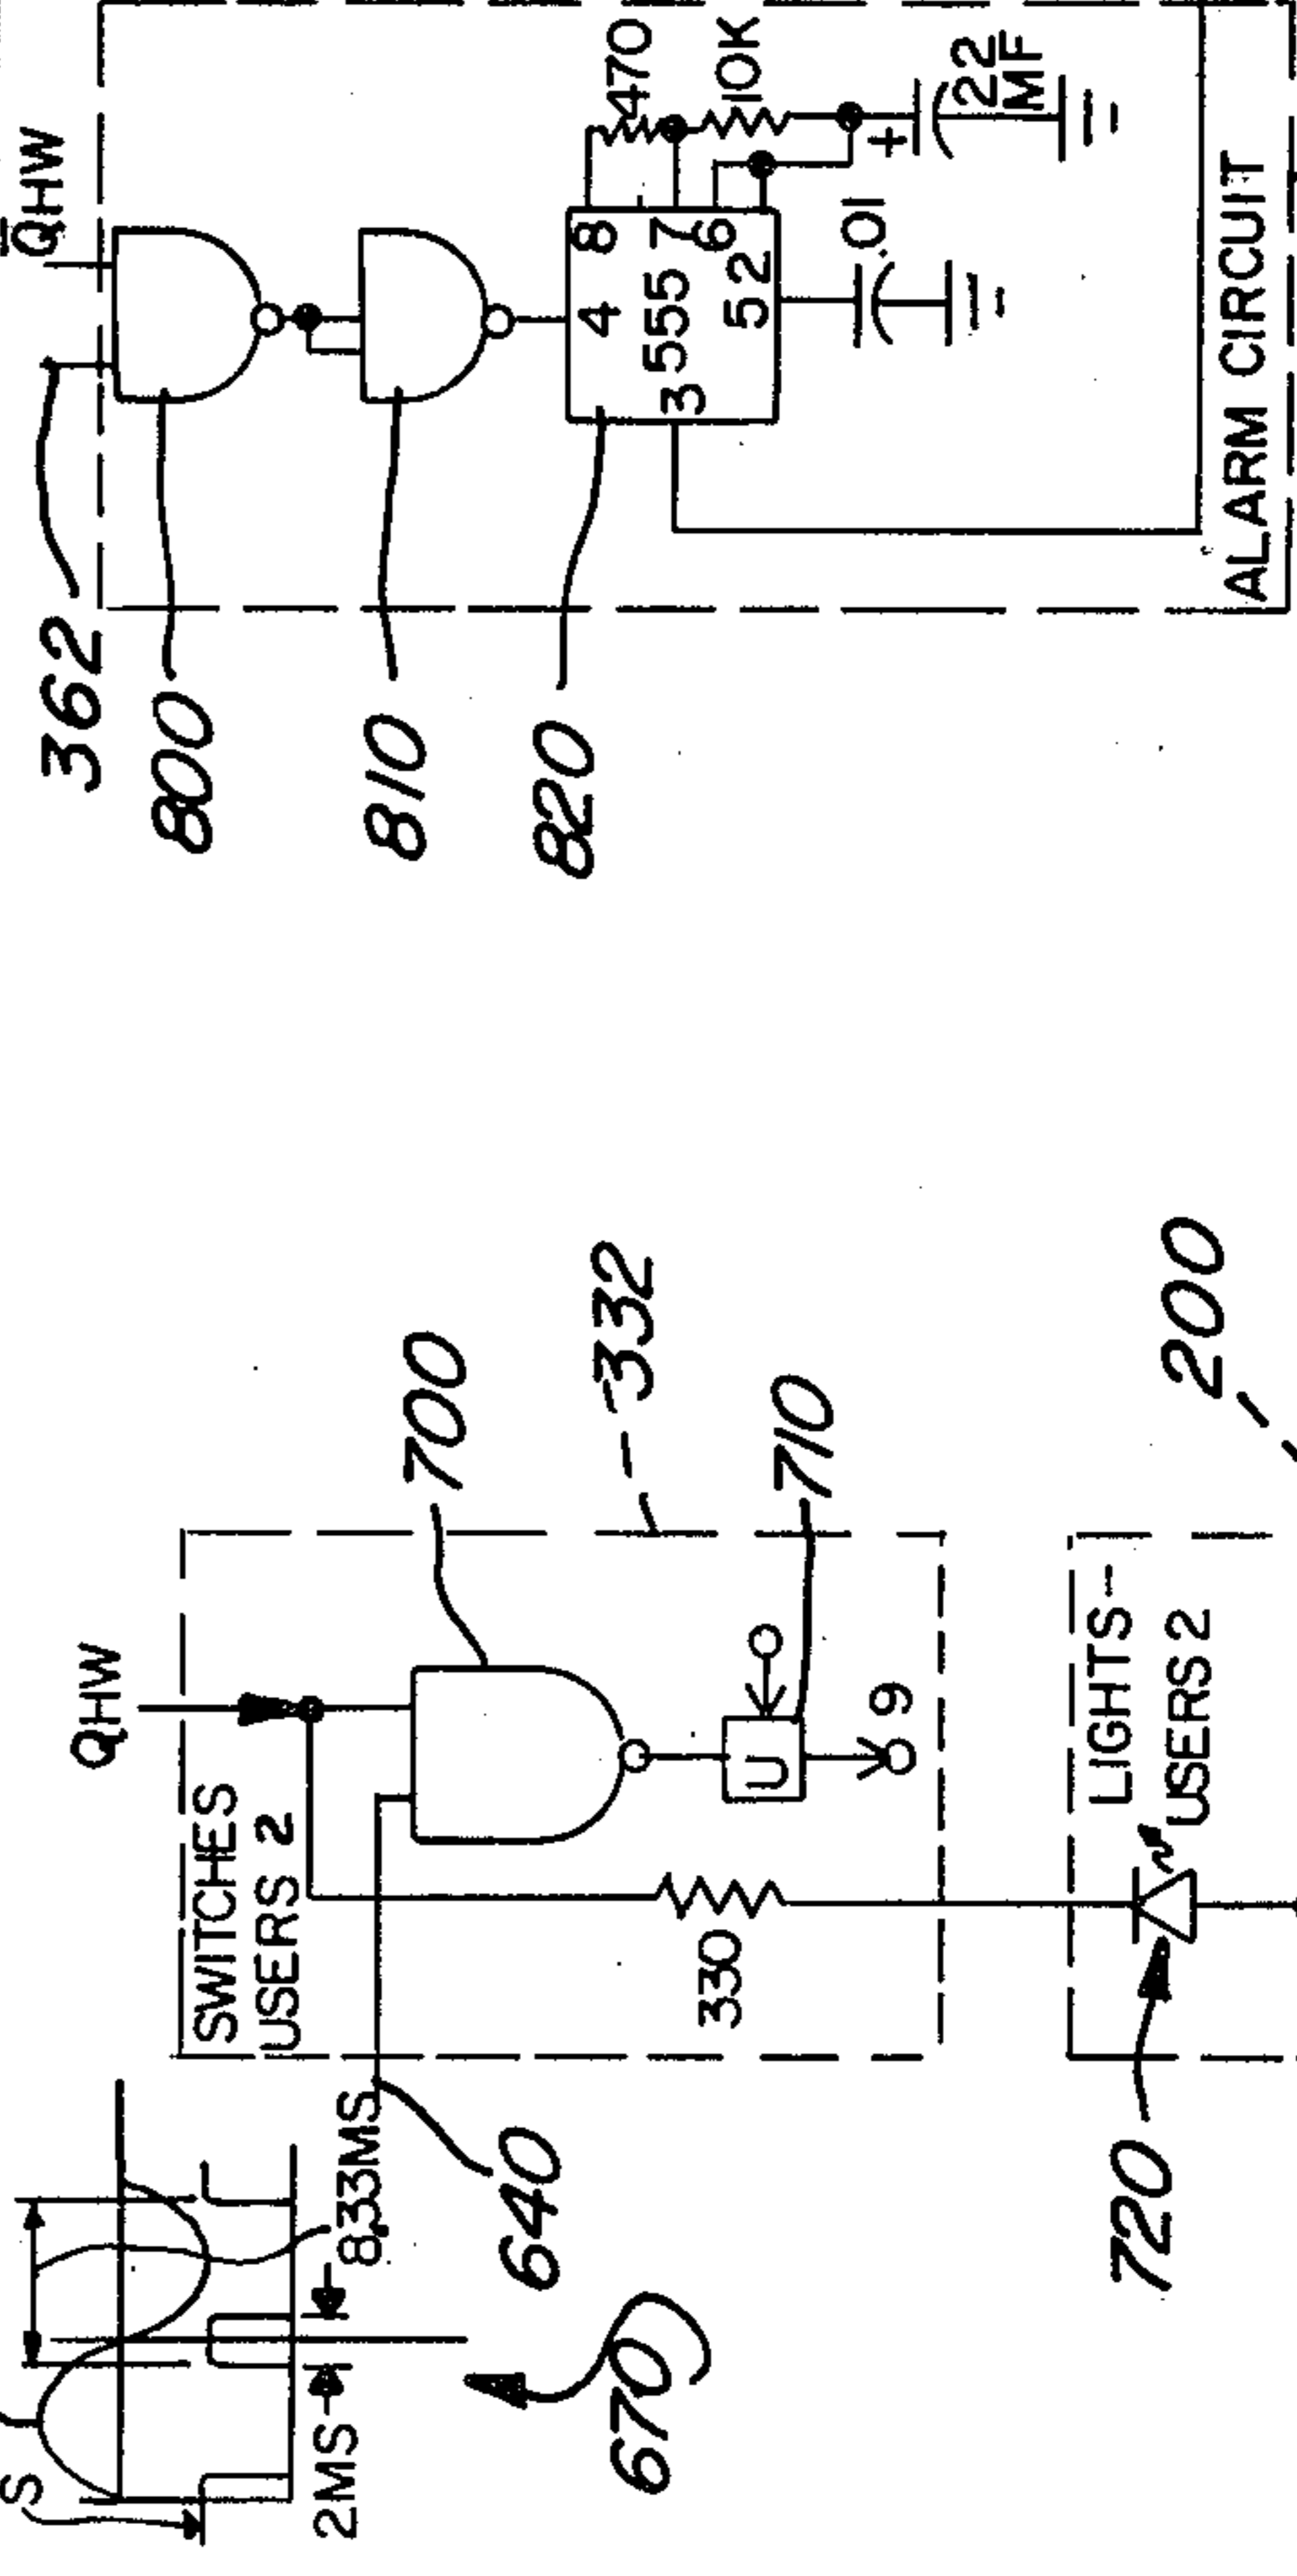 Q̅HW
362
800
810
820
4
8
555
7
6
3
5
2
470
10K
+
22
MF
.01
ALARM CIRCUIT
QHW
SWITCHES
USERS 2
700
332
U
710
9
330
640
LIGHTS-
USERS 2
720
200
S
2MS
8.33MS
670